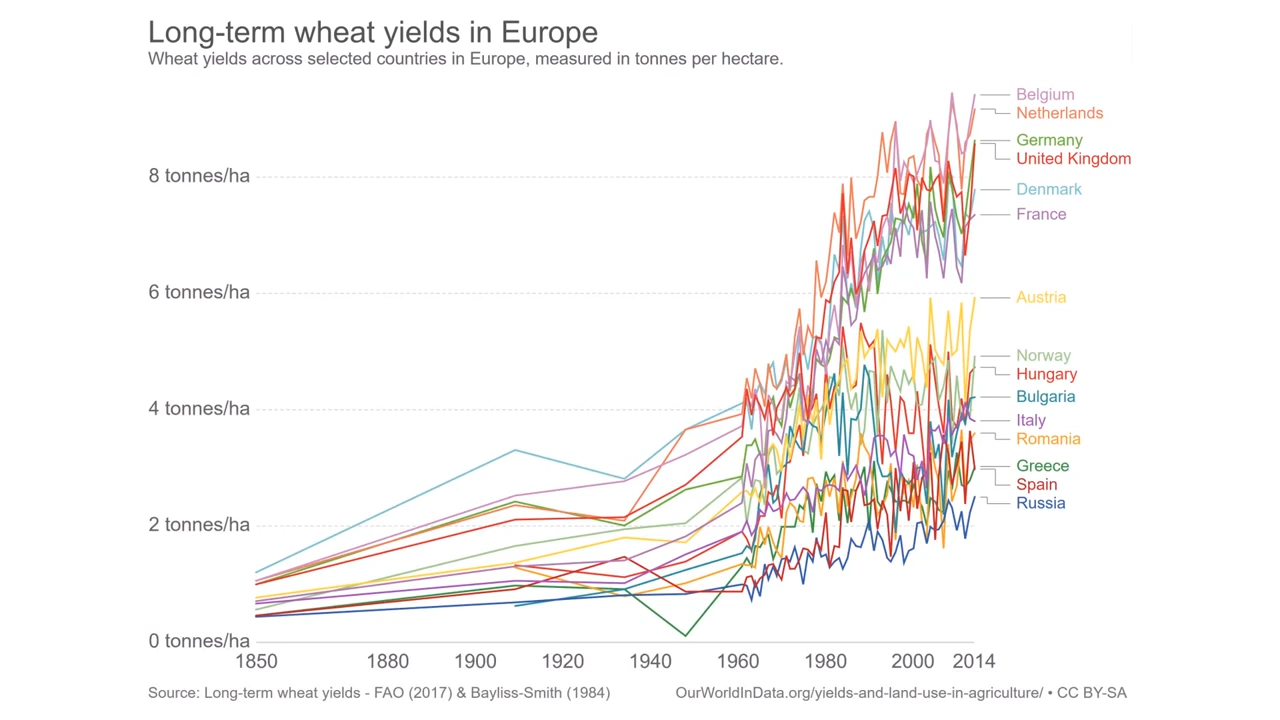 Long-term wheat yields in Europe
Wheat yields across selected countries in Europe, measured in tonnes per hectare.
Belgium
Netherlands
Germany
United Kingdom
8 tonnes/ha
Denmark
France
6 tonnes/ha
Austria
Norway
Hungary
Bulgaria
4 tonnes/ha
Italy
Romania
Greece
Spain
Russia
2 tonnes/ha
0 tonnes/ha
1850 1880 1900 1920 1940 1960 1980 2000 2014
Source: Long-term wheat yields - FAO (2017) & Bayliss-Smith (1984) OurWorldInData.org/yields-and-land-use-in-agriculture/ • CC BY-SA